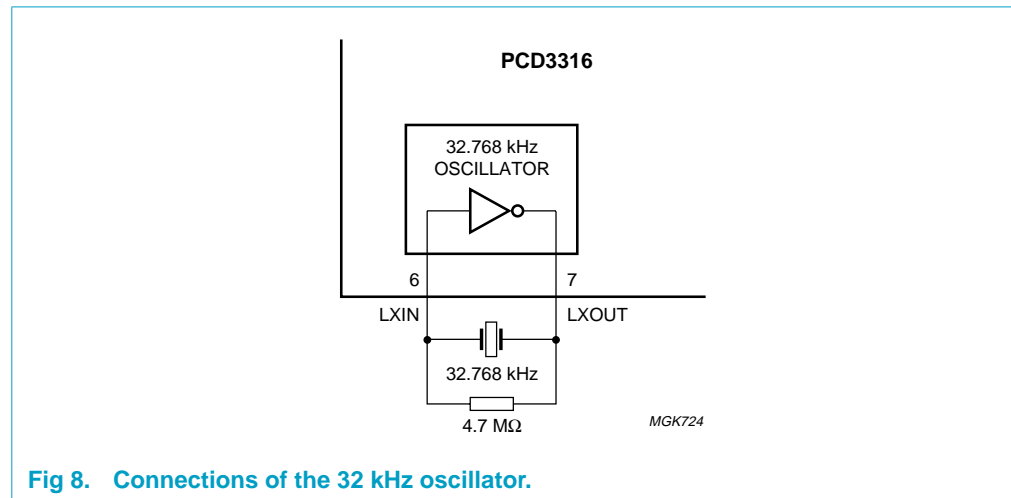 PCD3316
32.768 kHz
OSCILLATOR
6 7
LXIN LXOUT
32.768 kHz
4.7 MΩ
MGK724
Fig 8. Connections of the 32 kHz oscillator.